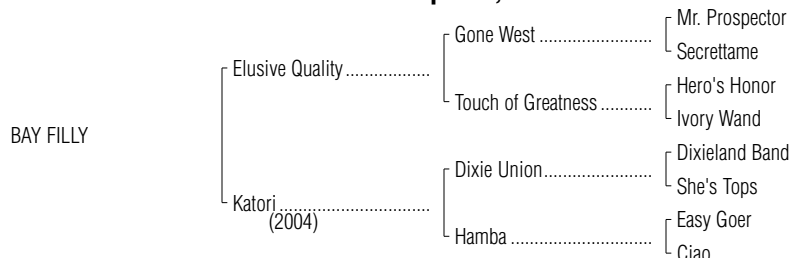 Mr. Prospector
Gone West
Secrettame
Elusive Quality
Hero's Honor
Touch of Greatness
Ivory Wand
BAY FILLY
Dixieland Band
Dixie Union
She's Tops
Katori
(2004)
Easy Goer
Hamba
Ciao